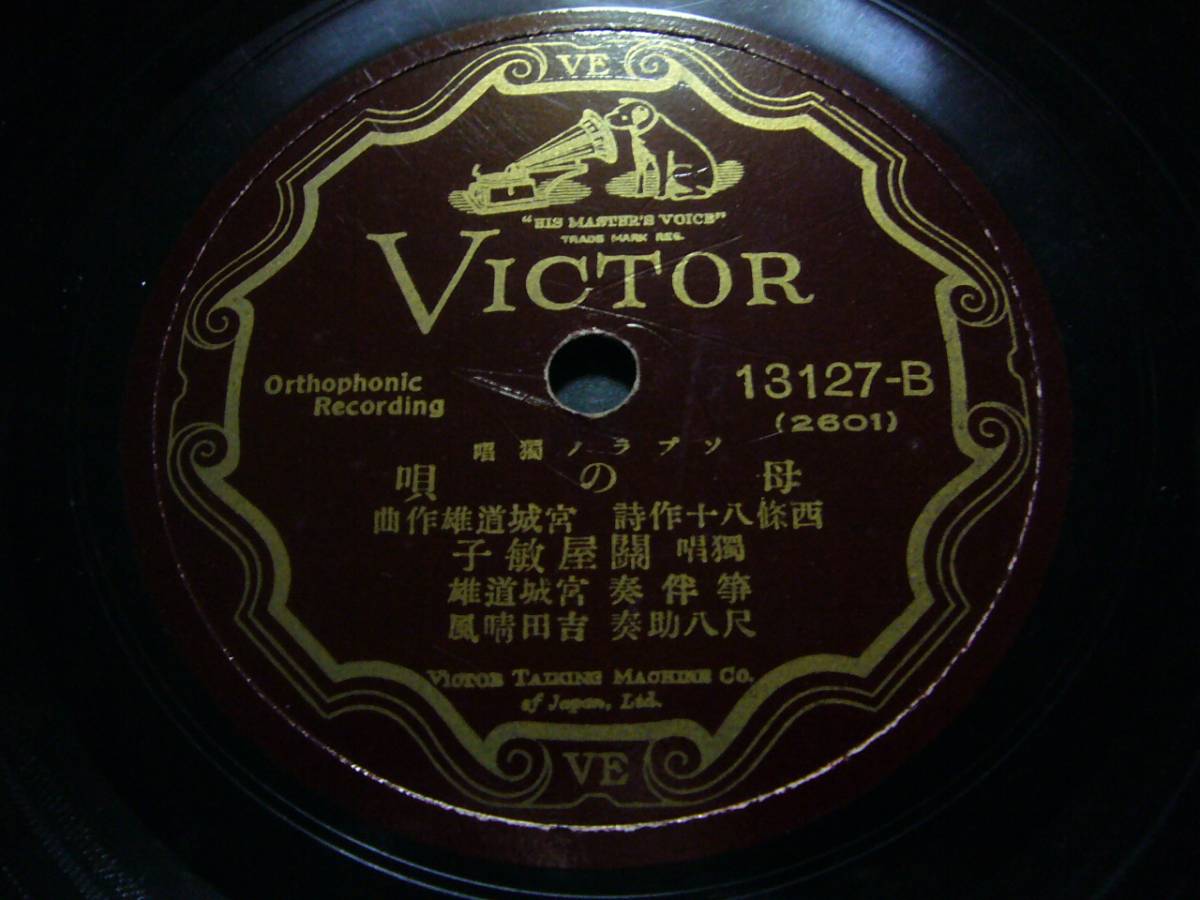 VE
"HIS MASTER'S VOICE"
TRADE MARK REG.
VICTOR
Orthophonic
Recording
13127-B
(2601)
ソプラノ獨唱
母の唄
西條八十作詩 宮城道雄作曲
獨唱 關屋敏子
箏伴奏 宮城道雄
尺八助奏 吉田晴風
VICTOR TALKING MACHINE CO.
of Japan, Ltd.
VE